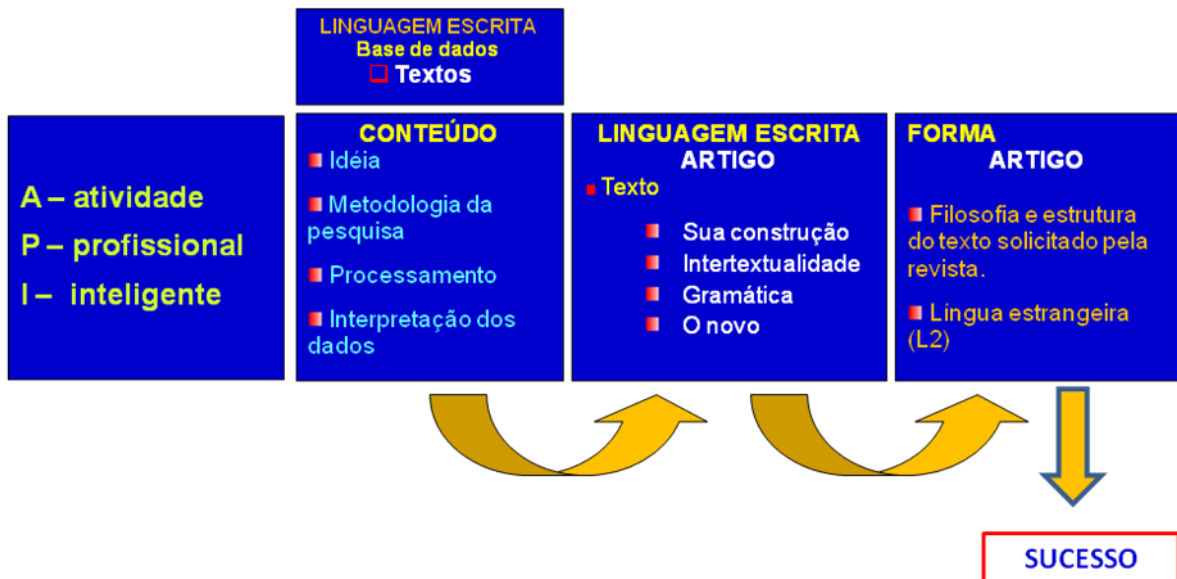 LINGUAGEM ESCRITA
Base de dados
Textos
A – atividade
P – profissional
I – inteligente
CONTEÚDO
Idéia
Metodologia da
pesquisa
Processamento
Interpretação dos
dados
LINGUAGEM ESCRITA
ARTIGO
Texto
Sua construção
Intertextualidade
Gramática
O novo
FORMA
ARTIGO
Filosofia e estrutura
do texto solicitado pela
revista.
Língua estrangeira
(L2)
SUCESSO